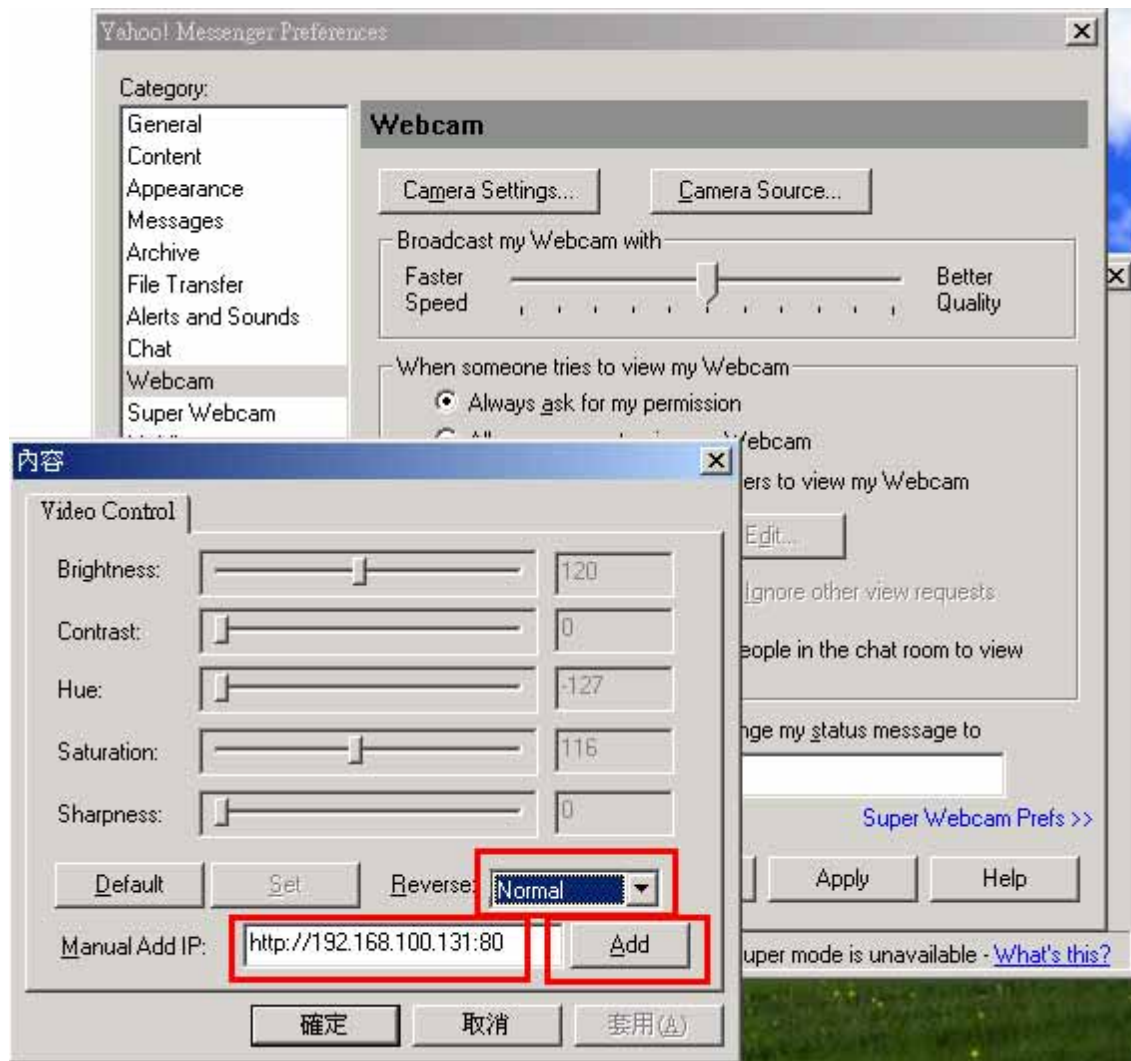 Yahoo! Messenger Preferences
Category:
General
Content
Appearance
Messages
Archive
File Transfer
Alerts and Sounds
Chat
Webcam
Super Webcam
Webcam
Camera Settings...
Camera Source...
Broadcast my Webcam with
Faster Speed
Better Quality
When someone tries to view my Webcam
Always ask for my permission
Webcam
ers to view my Webcam
Edit...
Ignore other view requests
eople in the chat room to view
nge my status message to
Super Webcam Prefs >>
Apply
Help
uper mode is unavailable - What's this?
內容
Video Control
Brightness:
120
Contrast:
0
Hue:
-127
Saturation:
116
Sharpness:
0
Default
Set
Reverse:
Normal
Manual Add IP:
http://192.168.100.131:80
Add
確定
取消
套用(A)